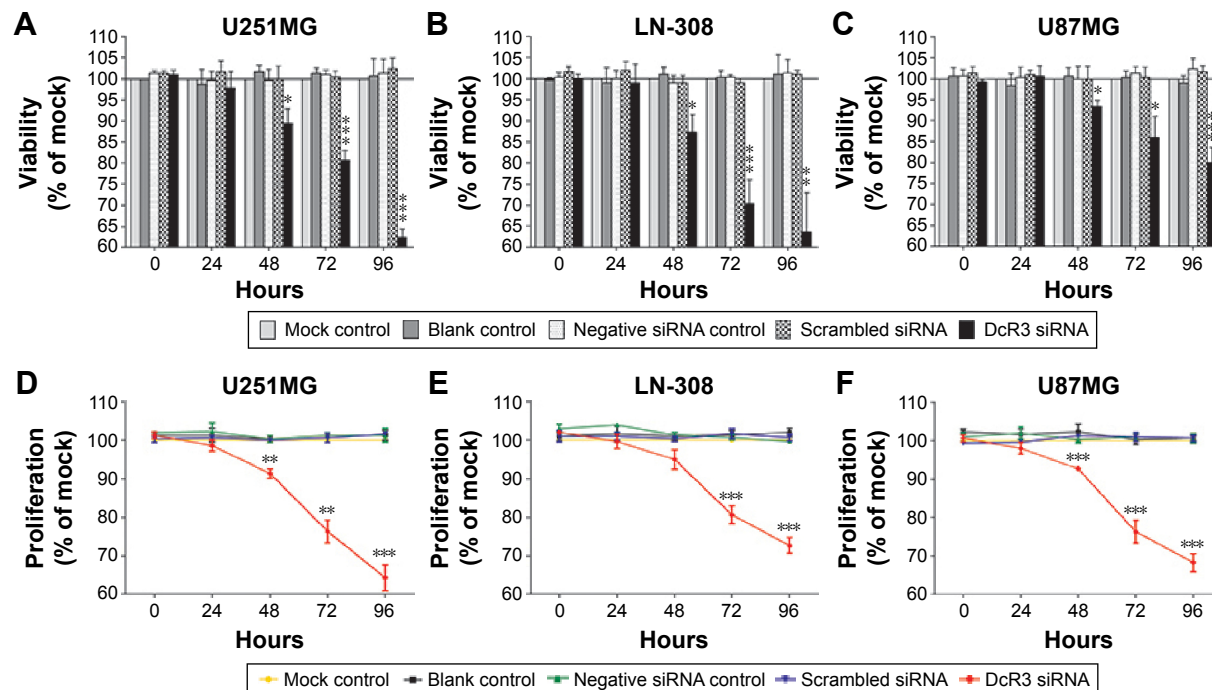 A U251MG
Viability
(% of mock)
110
105
100
95
90
85
80
75
70
65
60
*
***
***
0 24 48 72 96
Hours
B LN-308
Viability
(% of mock)
110
105
100
95
90
85
80
75
70
65
60
*
***
**
0 24 48 72 96
Hours
C U87MG
Viability
(% of mock)
110
105
100
95
90
85
80
75
70
65
60
*
*
***
0 24 48 72 96
Hours
Mock control Blank control Negative siRNA control Scrambled siRNA DcR3 siRNA
D U251MG
Proliferation
(% of mock)
110
100
90
80
70
60
**
**
***
0 24 48 72 96
Hours
E LN-308
Proliferation
(% of mock)
110
100
90
80
70
60
***
***
0 24 48 72 96
Hours
F U87MG
Proliferation
(% of mock)
110
100
90
80
70
60
***
***
***
0 24 48 72 96
Hours
Mock control Blank control Negative siRNA control Scrambled siRNA DcR3 siRNA